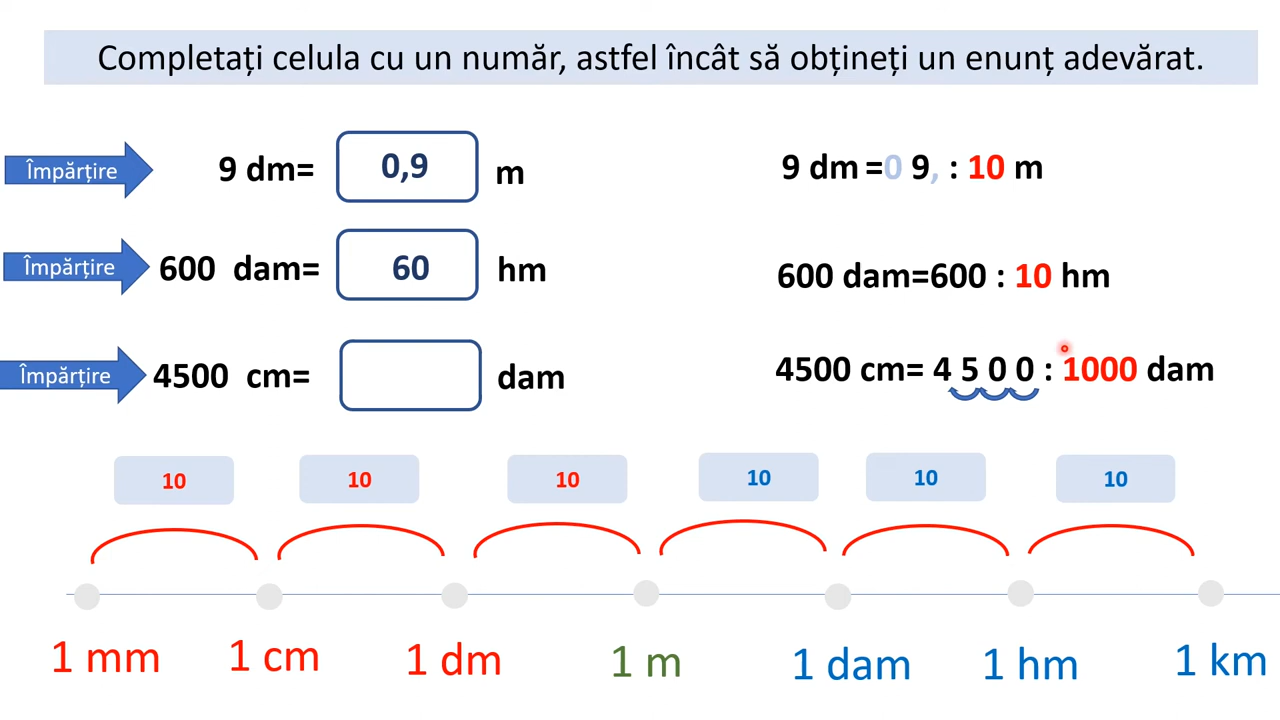 Completați celula cu un număr, astfel încât să obțineți un enunț adevărat.
Împărțire 9 dm= 0,9 m 9 dm =0 9, : 10 m
Împărțire 600 dam= 60 hm 600 dam=600 : 10 hm
Împărțire 4500 cm= dam 4500 cm= 4 5 0 0 : 1000 dam
10 10 10 10 10 10
1 mm 1 cm 1 dm 1 m 1 dam 1 hm 1 km